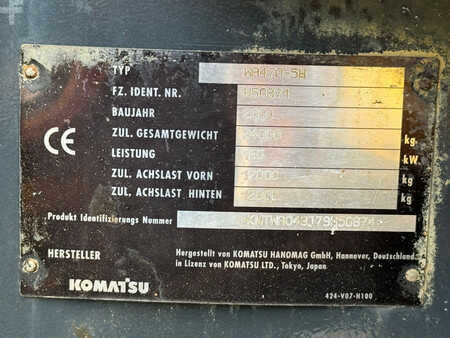 TYP WA470-5H
FZ. IDENT. NR. H50874
BAUJAHR
ZUL. GESAMTGEWICHT kg
LEISTUNG kW
ZUL. ACHSLAST VORN kg
ZUL. ACHSLAST HINTEN kg
Produkt Identifizierungs Nummer
CE
HERSTELLER Hergestellt von KOMATSU HANOMAG GmbH, Hannover, Deutschland
in Lizenz von KOMATSU LTD., Tokyo, Japan
KOMATSU
424-V07-H100